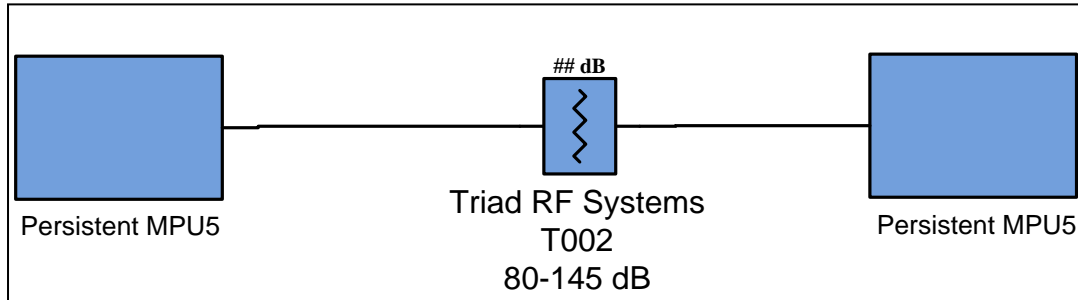 ## dB
Persistent MPU5
Triad RF Systems
T002
80-145 dB
Persistent MPU5